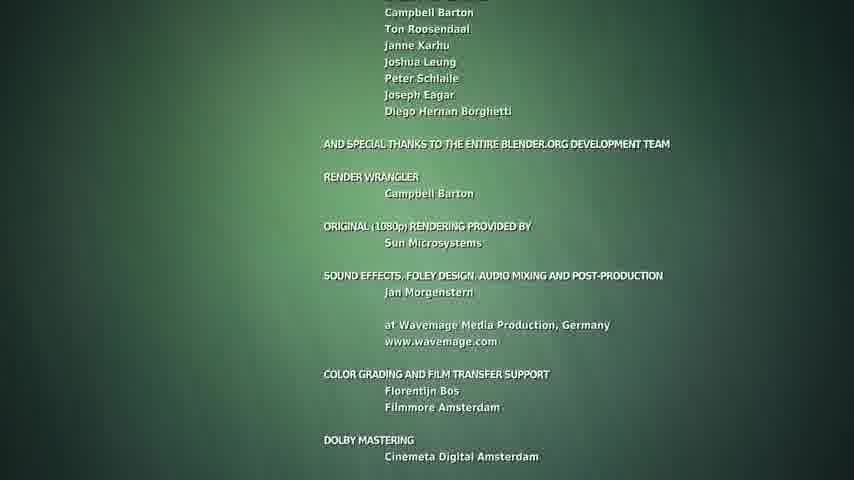 Campbell Barton
Ton Roosendaal
Janne Karhu
Joshua Leung
Peter Schlaile
Joseph Eagar
Diego Hernan Borghetti
AND SPECIAL THANKS TO THE ENTIRE BLENDER.ORG DEVELOPMENT TEAM
RENDER WRANGLER
Campbell Barton
ORIGINAL (1080p) RENDERING PROVIDED BY
Sun Microsystems
SOUND EFFECTS, FOLEY DESIGN, AUDIO MIXING AND POST-PRODUCTION
Jan Morgenstern
at Wavemage Media Production, Germany
www.wavemage.com
COLOR GRADING AND FILM TRANSFER SUPPORT
Florentijn Bos
Filmmore Amsterdam
DOLBY MASTERING
Cinemeta Digital Amsterdam